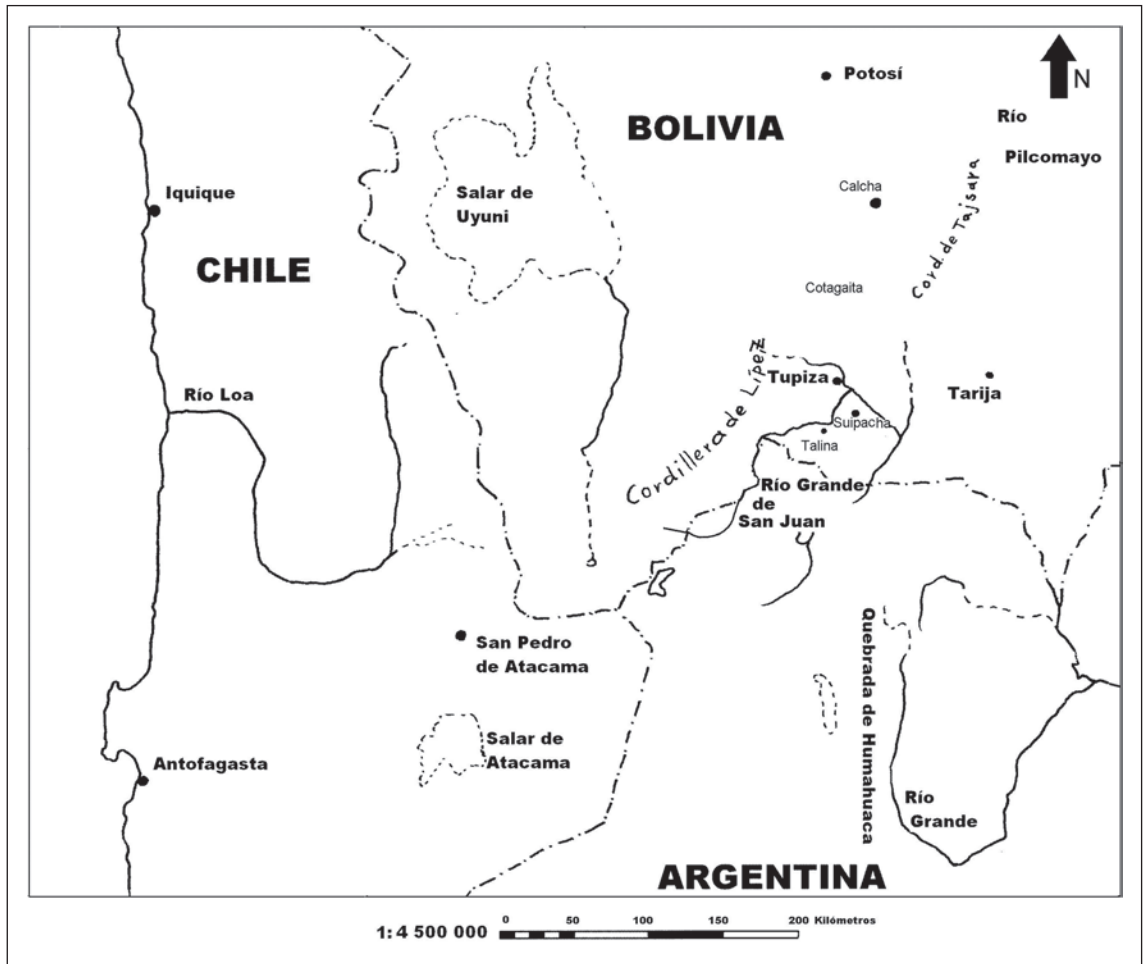 N
Potosí
BOLIVIA
Río
Pilcomayo
Cord. de Tajsara
Calcha
Iquique
Salar de
Uyuni
CHILE
Cotagaita
Cordillera de Lípez
Tupiza
Tarija
Río Loa
Suipacha
Talina
Río Grande
de
San Juan
San Pedro
de Atacama
Quebrada de Humahuaca
Salar de
Atacama
Antofagasta
Río
Grande
ARGENTINA
0 50 100 150 200 Kilómetros
1: 4 500 000